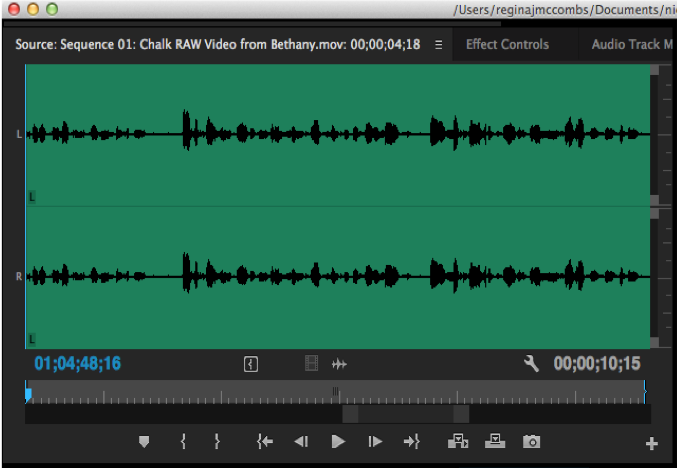 /Users/reginajmccombs/Documents/ni
Source: Sequence 01: Chalk RAW Video from Bethany.mov: 00;00;04;18 Effect Controls Audio Track M
L
L
R
L
01;04;48;16 00;00;10;15